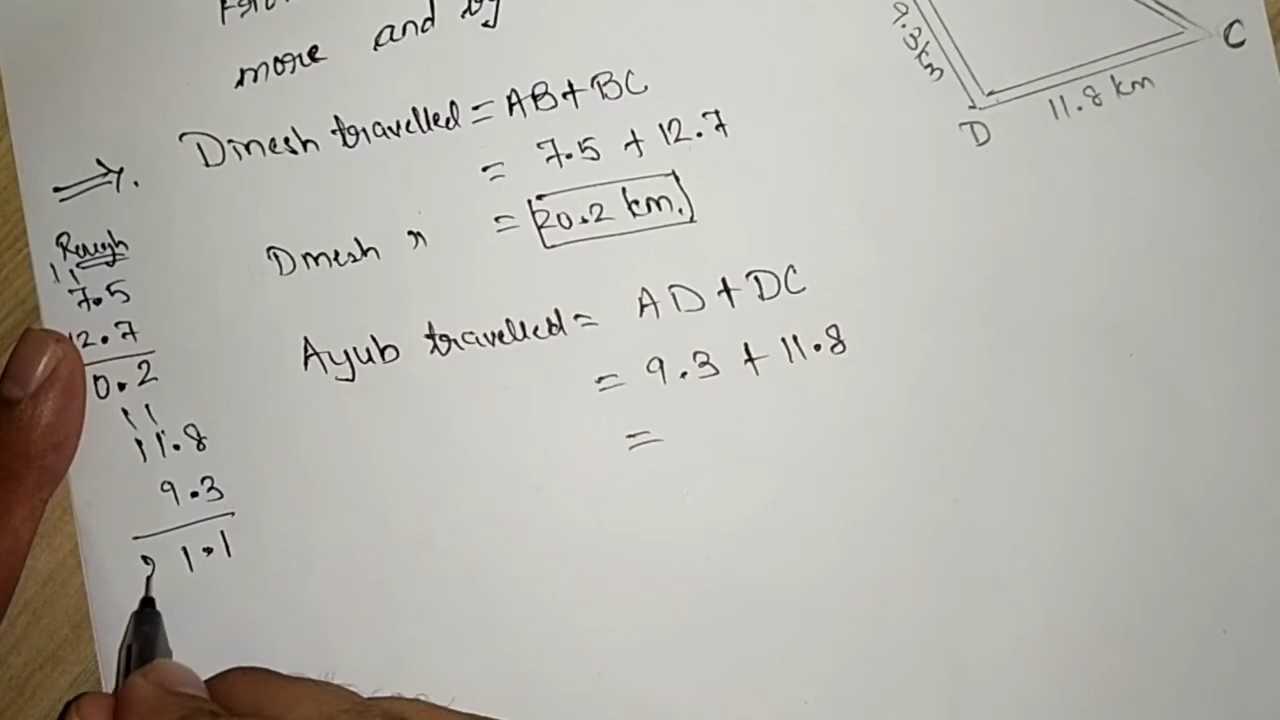 more and by
Dinesh travelled = AB + BC
= 7.5 + 12.7
Dinesh = 20.2 km.
Ayub travelled = AD + DC
= 9.3 + 11.8
=
Rough
11
7.5
12.7
0.2
11
11.8
9.3
1.1
9.3km
D
11.8 km
C